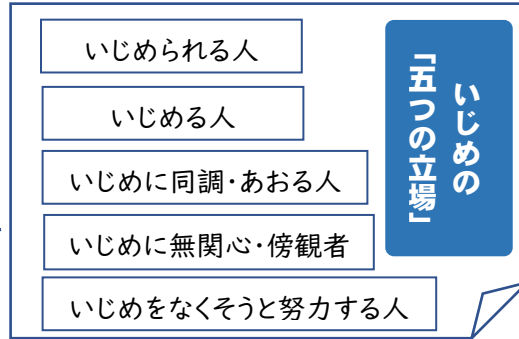 いじめの
「五つの立場」
いじめられる人
いじめる人
いじめに同調・あおる人
いじめに無関心・傍観者
いじめをなくそうと努力する人